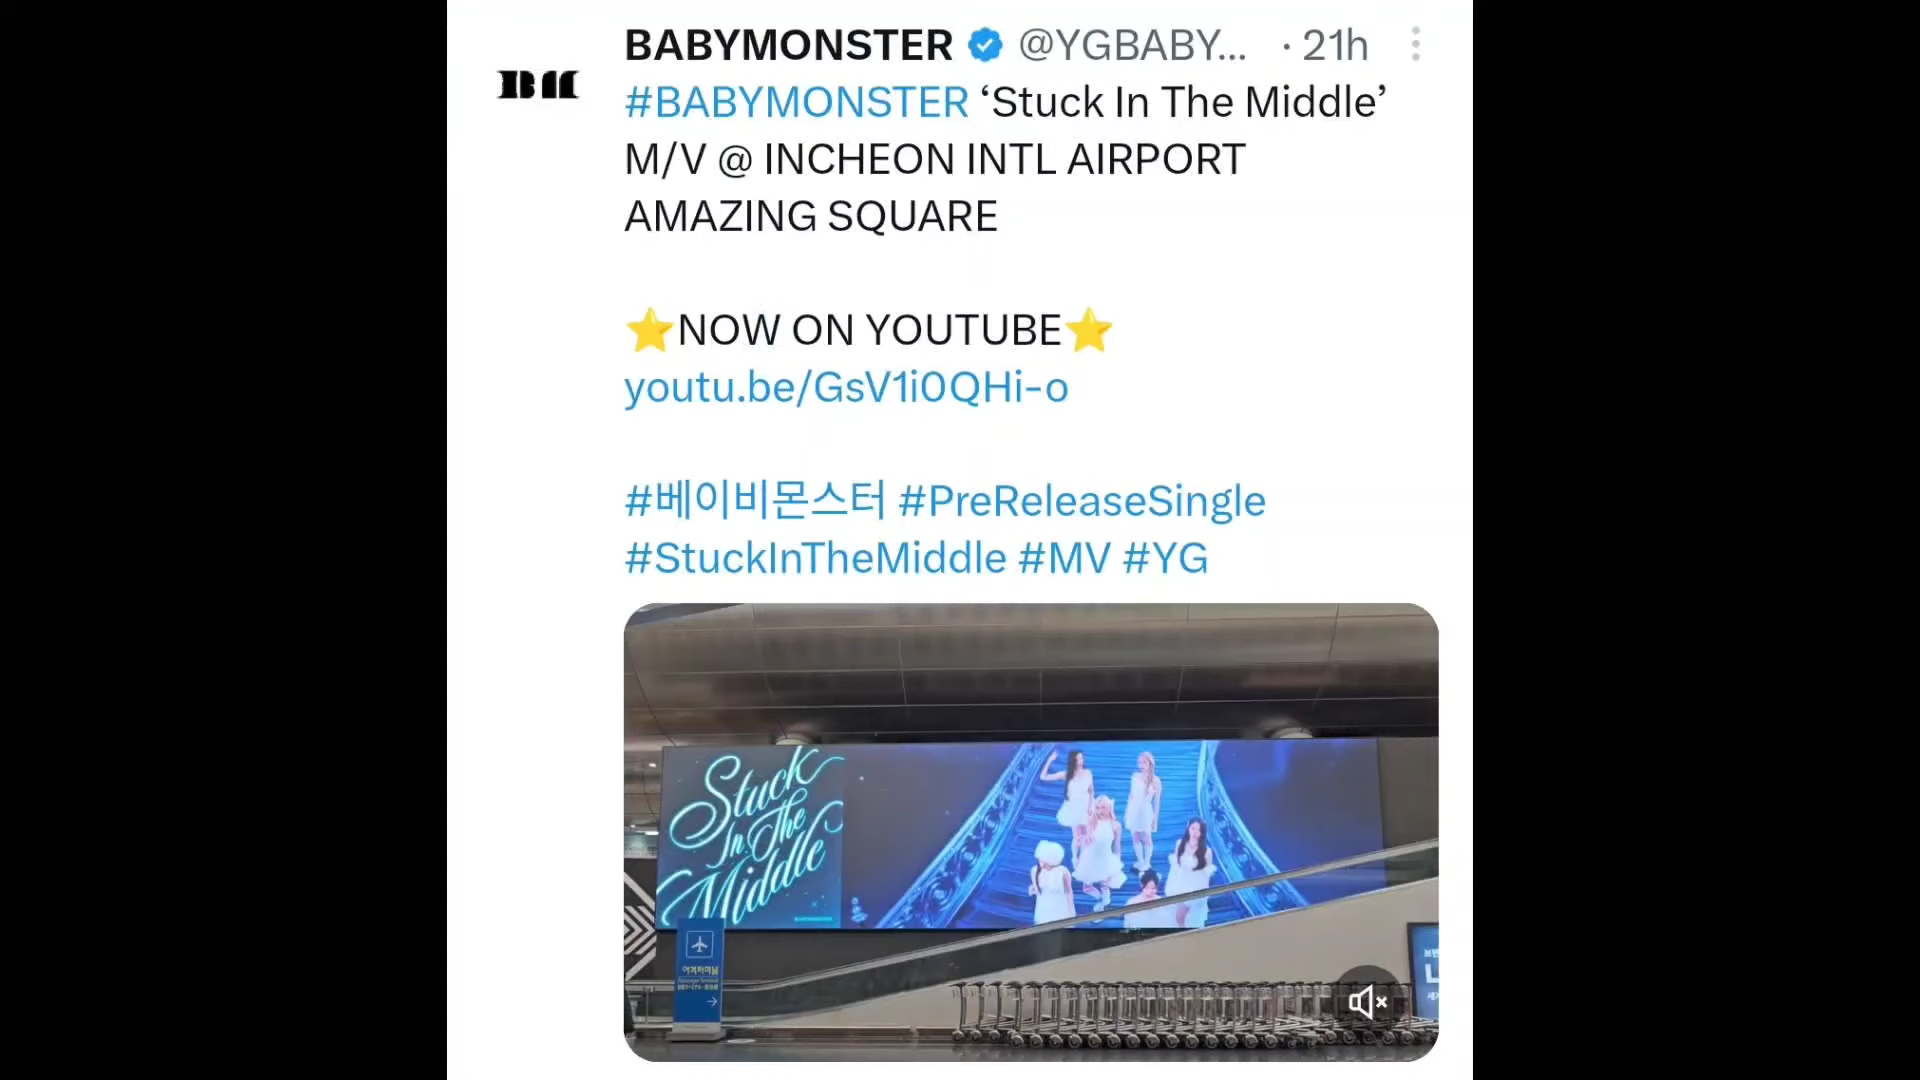 BABYMONSTER @YGBABY... · 21h
#BABYMONSTER ‘Stuck In The Middle’
M/V @ INCHEON INTL AIRPORT
AMAZING SQUARE
⭐NOW ON YOUTUBE⭐
youtu.be/GsV1i0QHi-o
#베이비몬스터 #PreReleaseSingle
#StuckInTheMiddle #MV #YG
Stuck
In The
Middle